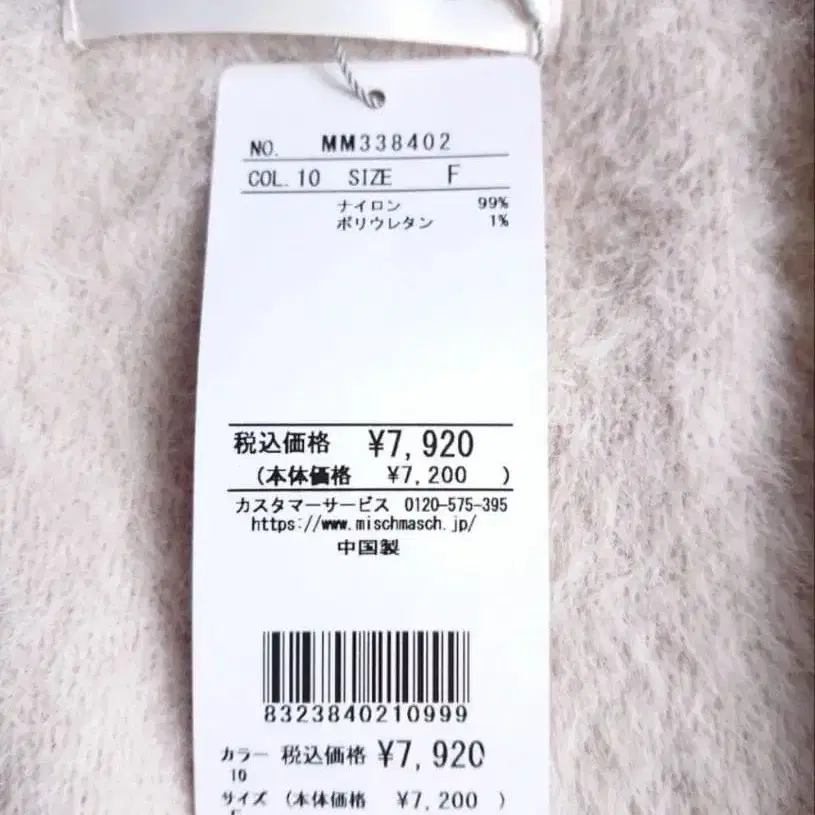 NO. MM338402
COL. 10 SIZE F
ナイロン 99%
ポリウレタン 1%
税込価格 ¥7,920
(本体価格 ¥7,200 )
カスタマーサービス 0120-575-395
https://www.mischmasch.jp/
中国製
8323840210999
カラー 税込価格 ¥7,920
10
サイズ (本体価格 ¥7,200 )
F